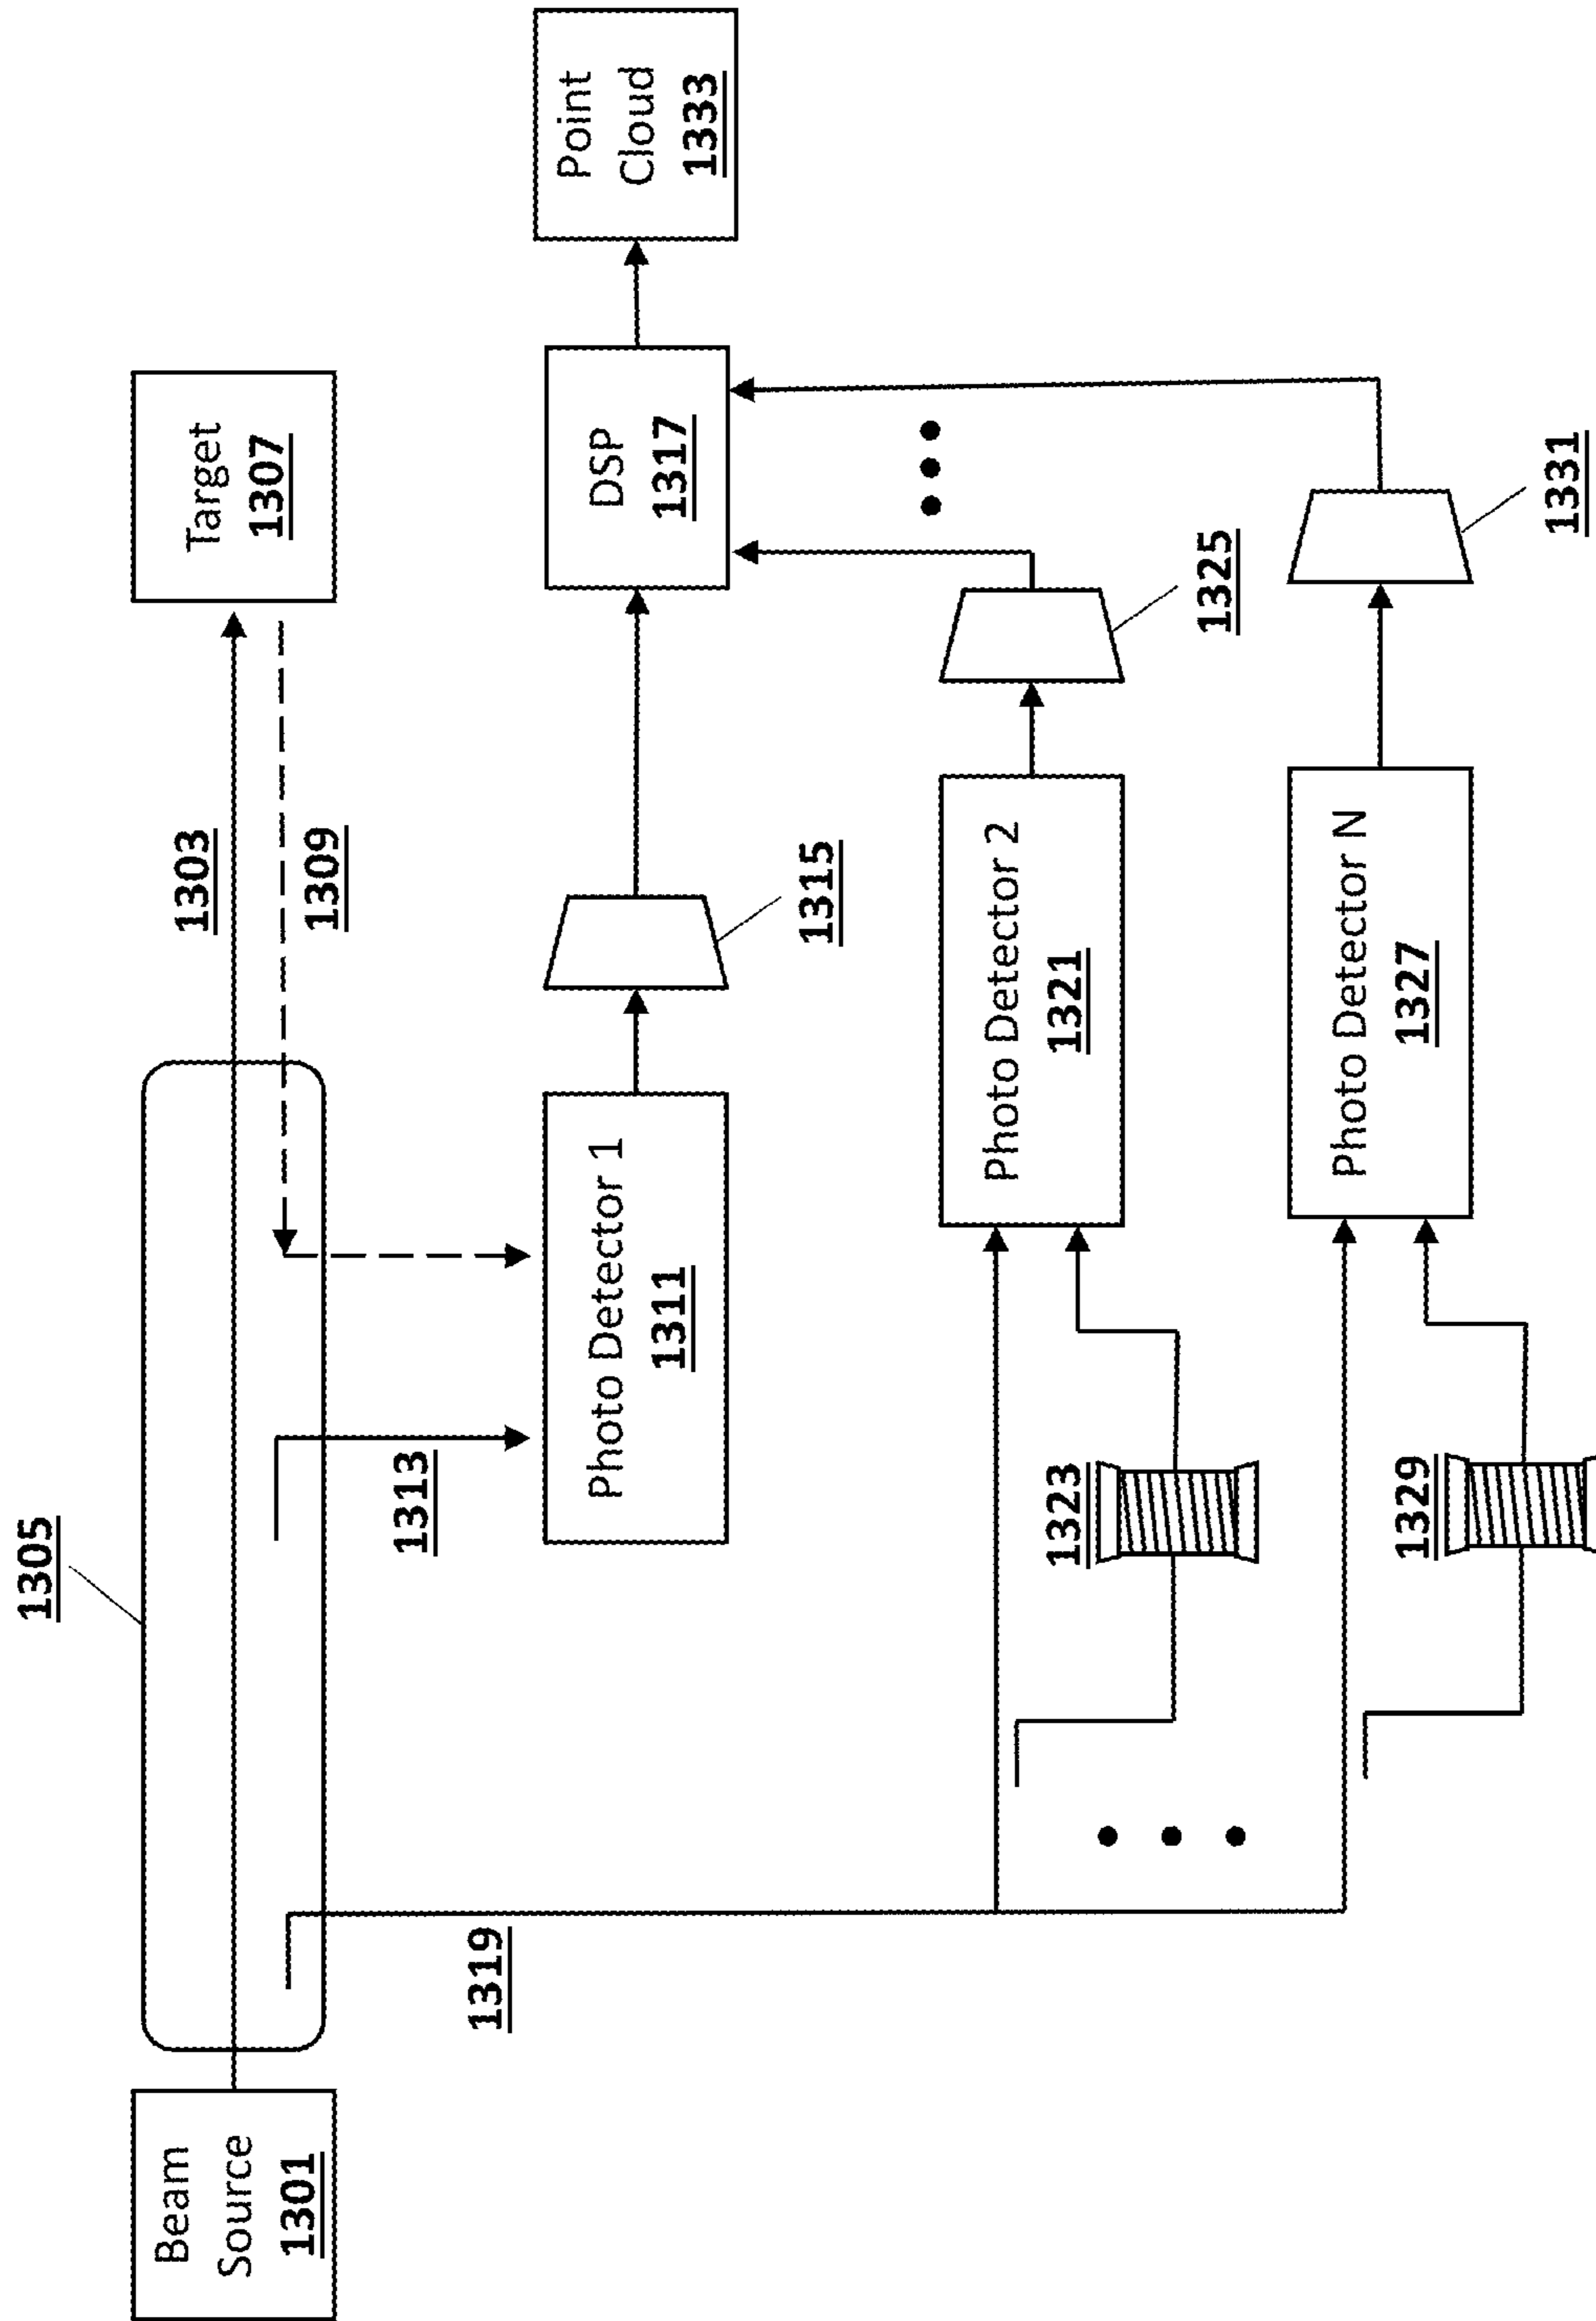 Beam
Source
1301
1305
1303
1309
Target
1307
1313
1319
Photo Detector 1
1311
1315
DSP
1317
Point
Cloud
1333
1323
Photo Detector 2
1321
1325
1329
Photo Detector N
1327
1331